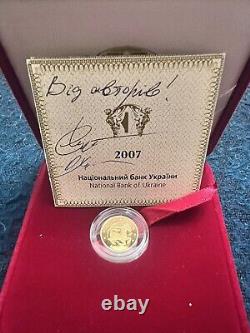 Від авторів!
2007
Національний банк України
National Bank of Ukraine